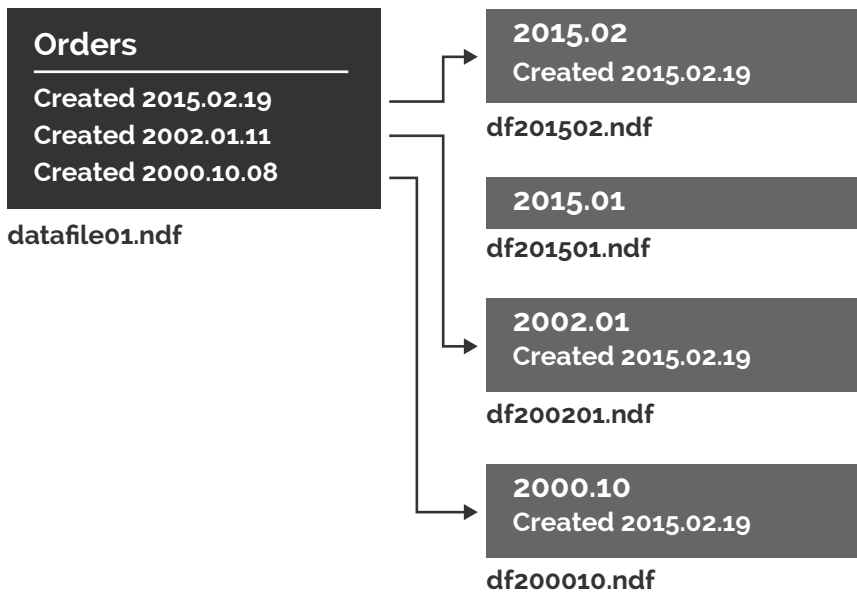 Orders
Created 2015.02.19
Created 2002.01.11
Created 2000.10.08
datafile01.ndf
2015.02
Created 2015.02.19
df201502.ndf
2015.01
df201501.ndf
2002.01
Created 2015.02.19
df200201.ndf
2000.10
Created 2015.02.19
df200010.ndf